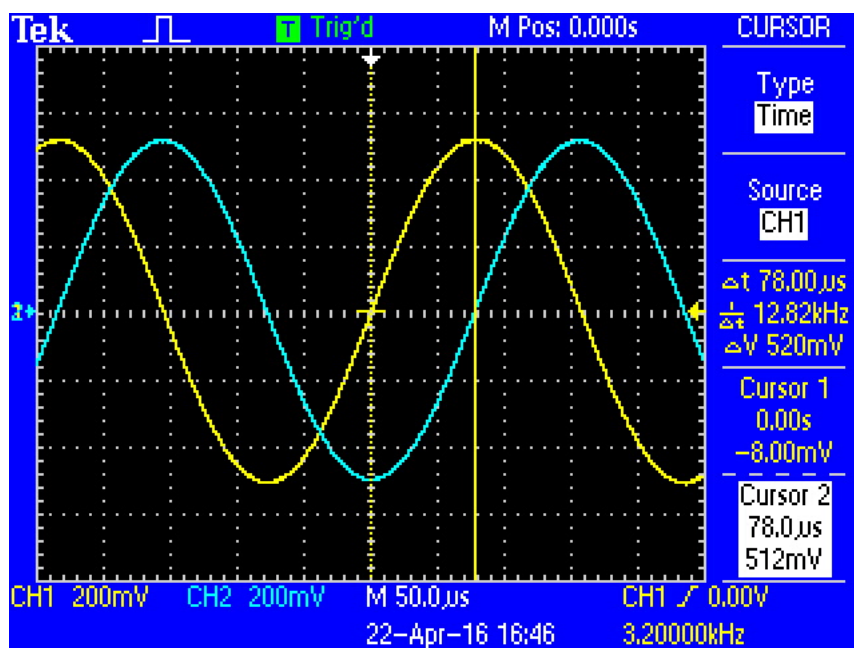 Tek T Trig'd M Pos: 0.000s CURSOR
Type
Time
Source
CH1
Δt 78.00µs
1/Δt 12.82kHz
ΔV 520mV
Cursor 1
0.00s
-8.00mV
Cursor 2
78.0µs
512mV
2
CH1 200mV CH2 200mV M 50.0µs CH1 0.00V
22-Apr-16 16:46 3.20000kHz